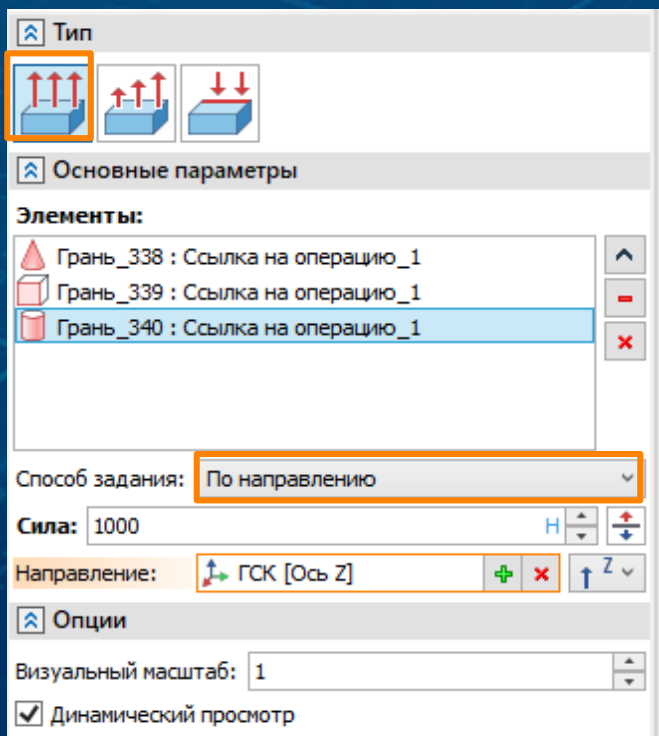 Тип
Основные параметры
Элементы:
Грань_338 : Ссылка на операцию_1
Грань_339 : Ссылка на операцию_1
Грань_340 : Ссылка на операцию_1
Способ задания: По направлению
Сила: 1000 Н
Направление: ГСК [Ось Z] Z
Опции
Визуальный масштаб: 1
Динамический просмотр